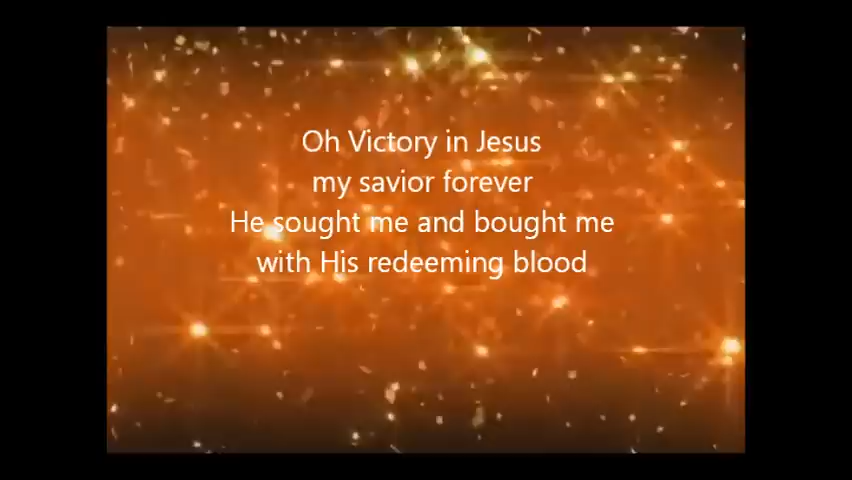 Oh Victory in Jesus
my savior forever
He sought me and bought me
with His redeeming blood